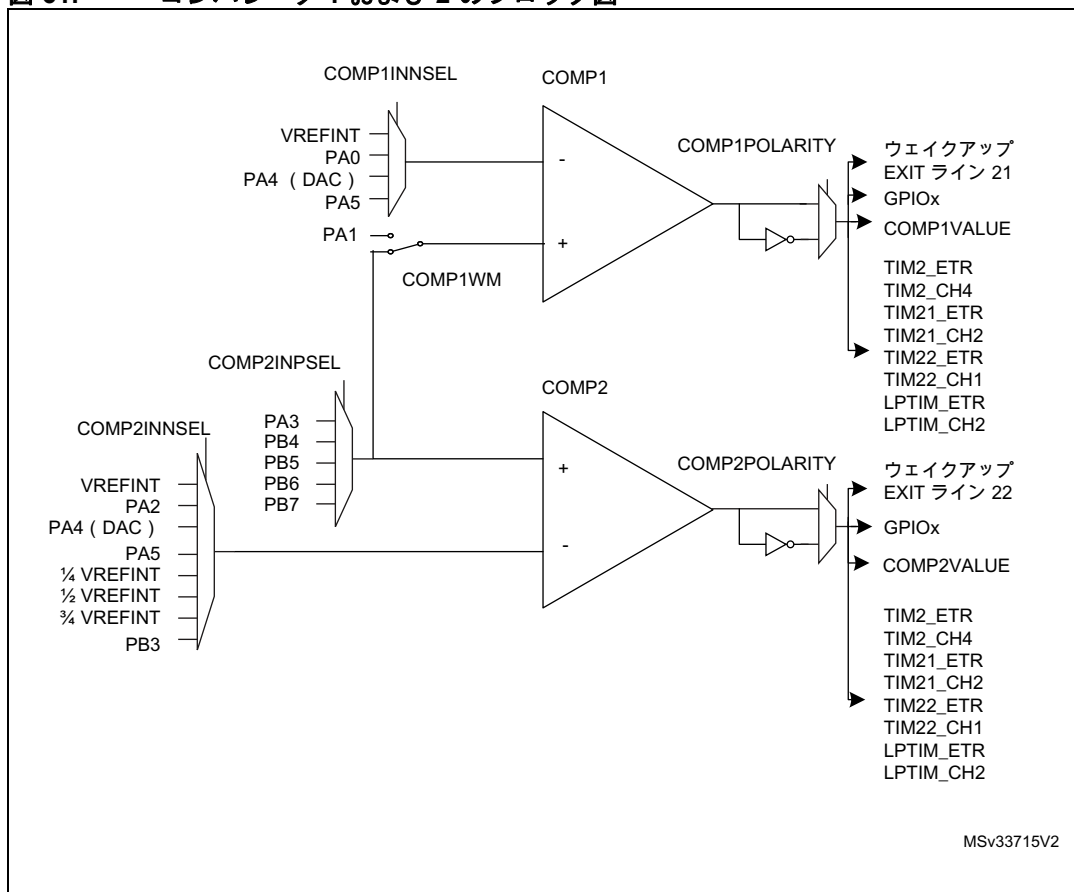 COMP1INNSEL
COMP1
VREFINT
PA0
PA4 ( DAC )
PA5
-
PA1
+
COMP1WM
COMP1POLARITY
ウェイクアップ
EXIT ライン 21
GPIOx
COMP1VALUE
TIM2_ETR
TIM2_CH4
TIM21_ETR
TIM21_CH2
TIM22_ETR
TIM22_CH1
LPTIM_ETR
LPTIM_CH2
COMP2INPSEL
COMP2
PA3
PB4
PB5
PB6
PB7
+
COMP2INNSEL
VREFINT
PA2
PA4 ( DAC )
PA5
¼ VREFINT
½ VREFINT
¾ VREFINT
PB3
-
COMP2POLARITY
ウェイクアップ
EXIT ライン 22
GPIOx
COMP2VALUE
TIM2_ETR
TIM2_CH4
TIM21_ETR
TIM21_CH2
TIM22_ETR
TIM22_CH1
LPTIM_ETR
LPTIM_CH2
MSv33715V2